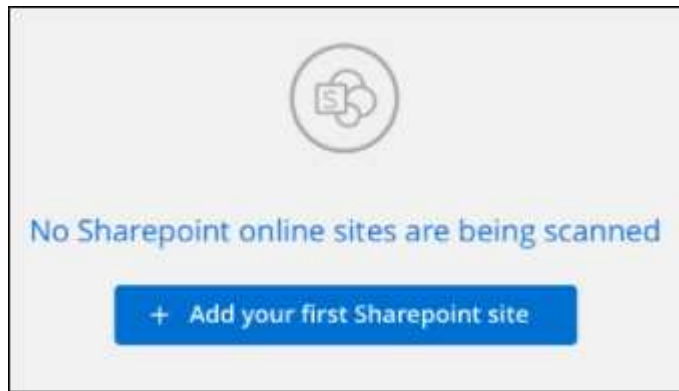 S
No Sharepoint online sites are being scanned
+ Add your first Sharepoint site